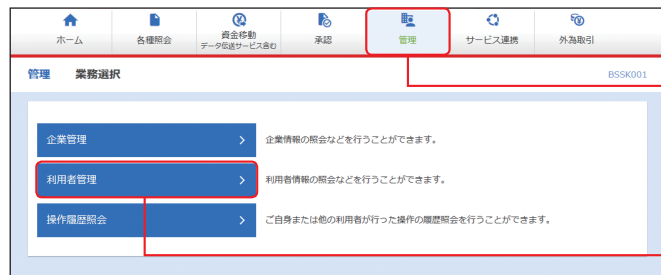 ホーム
各種照会
資金移動
データ伝送サービス含む
承認
管理
サービス連携
外為取引
管理 業務選択 BSSK001
企業管理
企業情報の照会などを行うことができます。
利用者管理
利用者情報の照会などを行うことができます。
操作履歴照会
ご自身または他の利用者が行った操作の履歴照会を行うことができます。